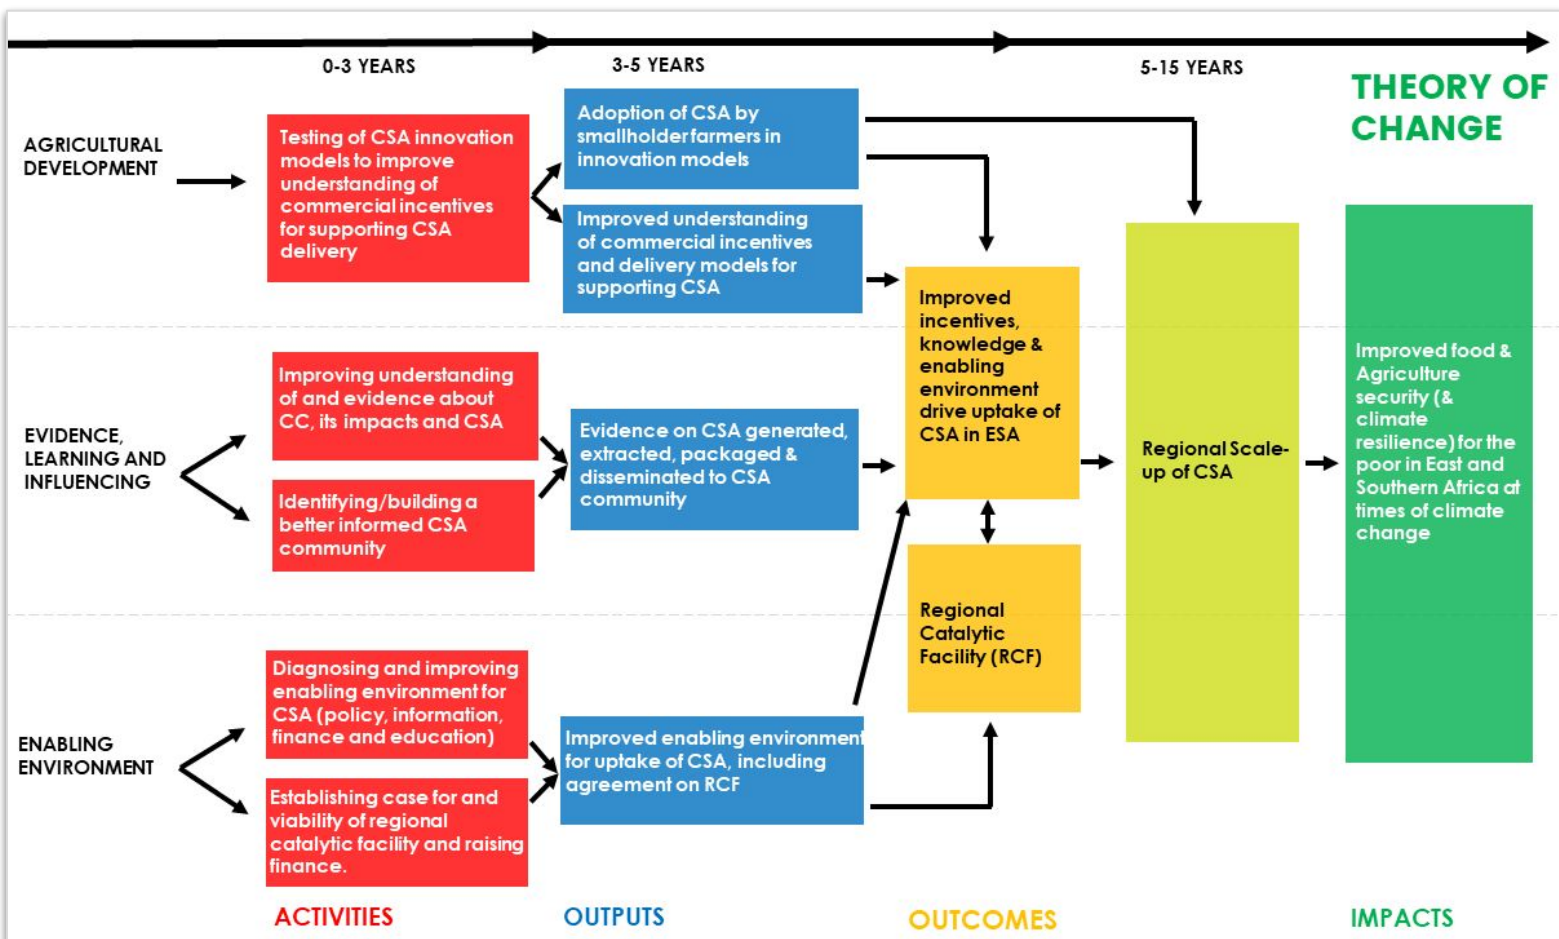 0-3 YEARS
3-5 YEARS
5-15 YEARS
THEORY OF
CHANGE
AGRICULTURAL
DEVELOPMENT
Testing of CSA innovation
models to improve
understanding of
commercial incentives
for supporting CSA
delivery
Adoption of CSA by
smallholder farmers in
innovation models
Improved understanding
of commercial incentives
and delivery models for
supporting CSA
EVIDENCE,
LEARNING AND
INFLUENCING
Improving understanding
of and evidence about
CC, its impacts and CSA
Identifying/building a
better informed CSA
community
Evidence on CSA generated,
extracted, packaged &
disseminated to CSA
community
Improved
incentives,
knowledge &
enabling
environment
drive uptake of
CSA in ESA
Regional
Catalytic
Facility (RCF)
Regional Scale-
up of CSA
Improved food &
Agriculture
security (&
climate
resilience) for the
poor in East and
Southern Africa at
times of climate
change
ENABLING
ENVIRONMENT
Diagnosing and improving
enabling environment for
CSA (policy, information,
finance and education)
Establishing case for and
viability of regional
catalytic facility and raising
finance.
Improved enabling environment
for uptake of CSA, including
agreement on RCF
ACTIVITIES
OUTPUTS
OUTCOMES
IMPACTS